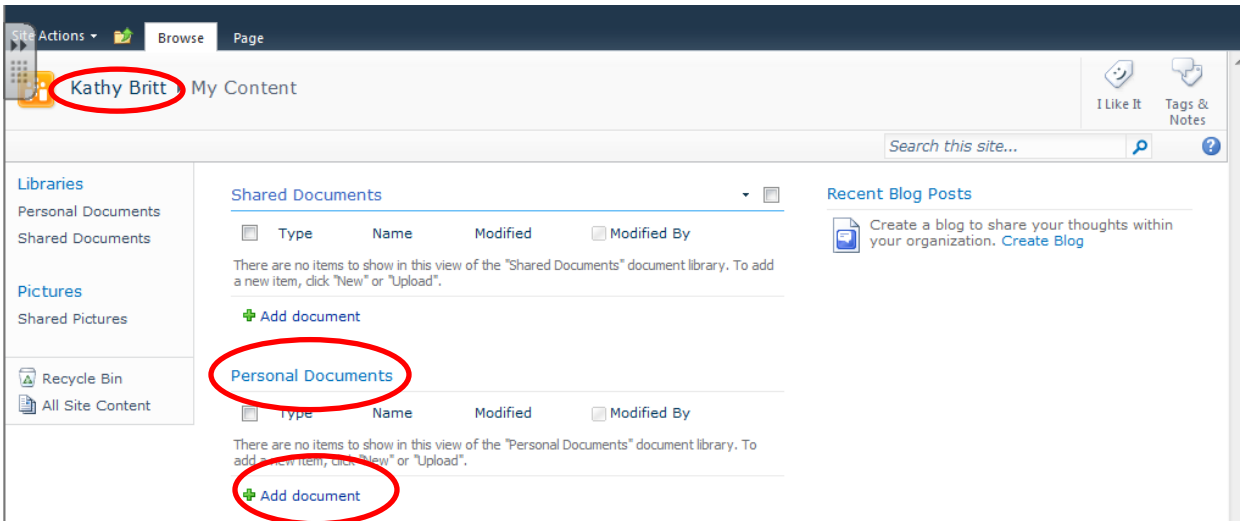 Site Actions Browse Page
Kathy Britt My Content
I Like It Tags &
Notes
Search this site...
Libraries
Personal Documents
Shared Documents
Pictures
Shared Pictures
Recycle Bin
All Site Content
Shared Documents
Type Name Modified Modified By
There are no items to show in this view of the "Shared Documents" document library. To add
a new item, click "New" or "Upload".
Add document
Personal Documents
Type Name Modified Modified By
There are no items to show in this view of the "Personal Documents" document library. To
add a new item, click "New" or "Upload".
Add document
Recent Blog Posts
Create a blog to share your thoughts within
your organization. Create Blog